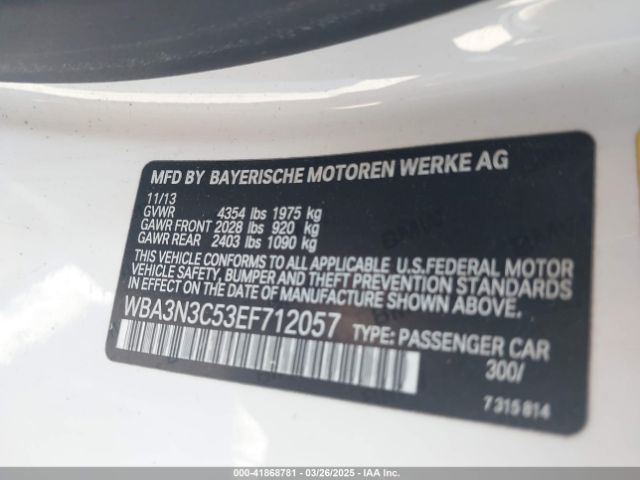 MFD BY BAYERISCHE MOTOREN WERKE AG
11/13
GVWR 4354 lbs 1975 kg
GAWR FRONT 2028 lbs 920 kg
GAWR REAR 2403 lbs 1090 kg
THIS VEHICLE CONFORMS TO ALL APPLICABLE U.S.FEDERAL MOTOR
VEHICLE SAFETY, BUMPER AND THEFT PREVENTION STANDARDS
IN EFFECT ON THE DATE OF MANUFACTURE SHOWN ABOVE.
WBA3N3C53EF712057 TYPE: PASSENGER CAR
300/
7315814
000-41868781 | 03/26/2025 | IAA Inc.